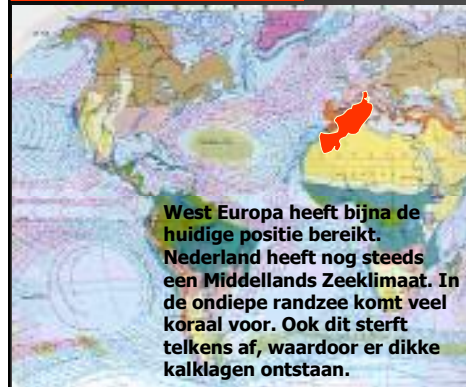 West Europa heeft bijna de
huidige positie bereikt.
Nederland heeft nog steeds
een Middellands Zeeklimaat. In
de ondiepe randzee komt veel
koraal voor. Ook dit sterft
telkens af, waardoor er dikke
kalklagen ontstaan.